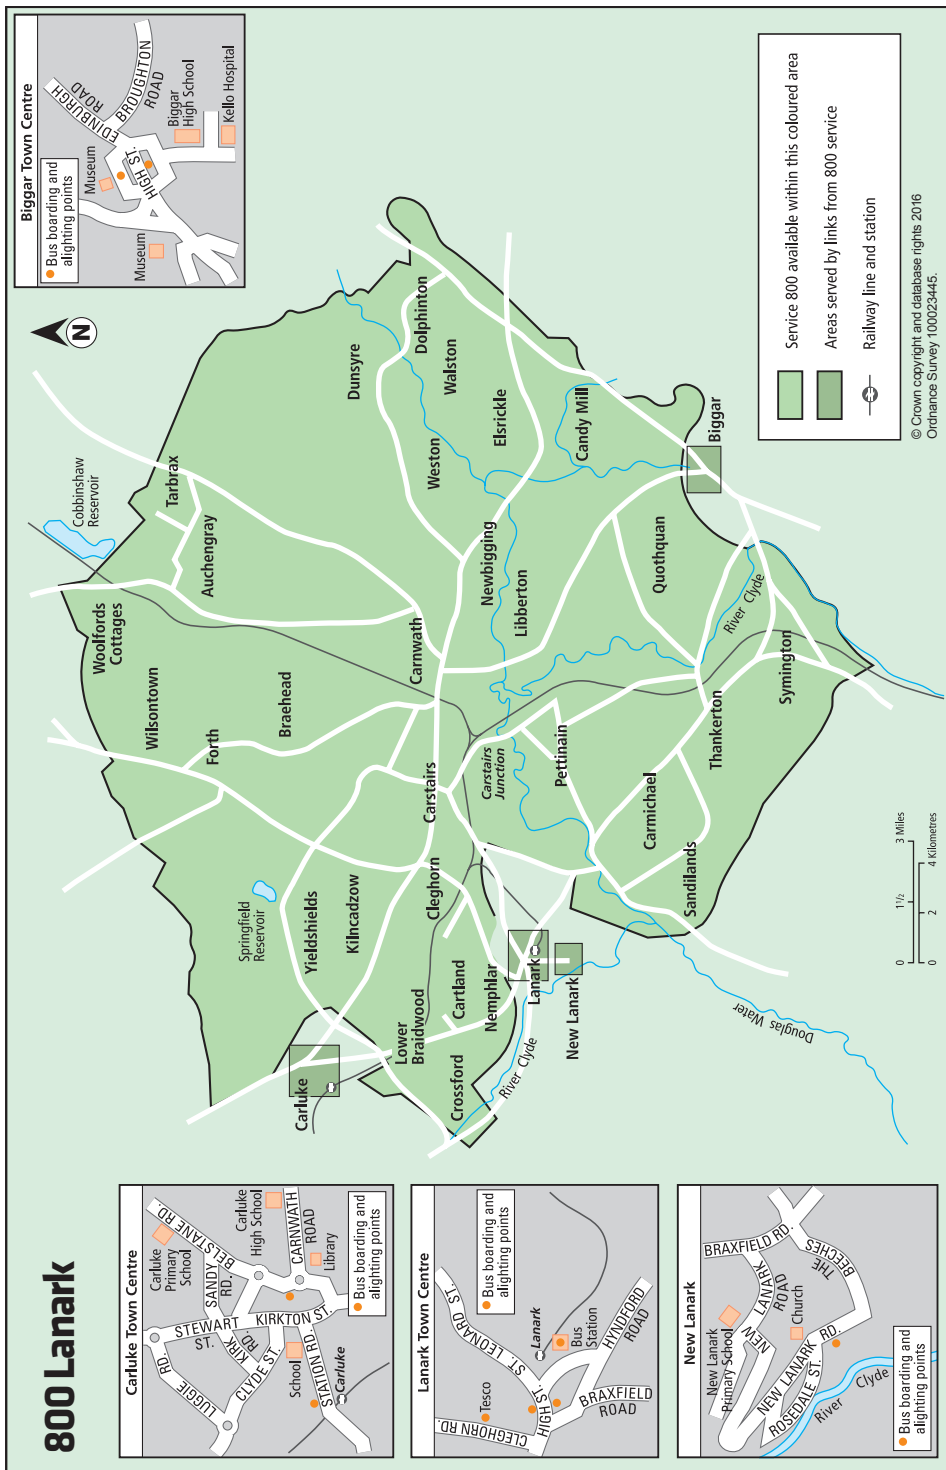 800 Lanark
Carluke Town Centre
LUGGIE RD.
Carluke
Primary
School
BELSTANE RD.
SANDY
RD.
STEWART
ST.
KIRK
RD.
KIRKTON ST.
CLYDE ST.
School
STATION RD.
Carluke
Carluke
High School
CARNWATH
ROAD
Library
Bus boarding and
alighting points
Lanark Town Centre
ST. LEONARD ST.
Tesco
CLEGHORN RD.
HIGH ST.
Lanark
Bus
Station
HYNDFORD
ROAD
BRAXFIELD
ROAD
Bus boarding and
alighting points
New Lanark
New Lanark
Primary School
BRAXFIELD RD.
NEW LANARK
ROAD
THE
BEECHES
Church
NEW LANARK RD.
ROSEDALE ST.
River Clyde
Bus boarding and
alighting points
Biggar Town Centre
Bus boarding and
alighting points
Museum
Museum
HIGH ST.
EDINBURGH
ROAD
BROUGHTON
ROAD
Biggar
High School
Kello Hospital
N
Cobbinshaw
Reservoir
Woolfords
Cottages
Tarbrax
Auchengray
Wilsontown
Forth
Braehead
Springfield
Reservoir
Yieldshields
Kilncadzow
Carluke
Lower
Braidwood
Crossford
Cartland
Nemphlar
Cleghorn
Carstairs
Carnwath
Carstairs
Junction
Lanark
New Lanark
River Clyde
Douglas Water
Dunsyre
Dolphinton
Walston
Weston
Elsrickle
Newbigging
Libberton
Candy Mill
Biggar
Quothquan
River Clyde
Pettinain
Carmichael
Thankerton
Symington
Sandilands
0 1½ 3 Miles
0 2 4 Kilometres
Service 800 available within this coloured area
Areas served by links from 800 service
Railway line and station
© Crown copyright and database rights 2016
Ordnance Survey 100023445.